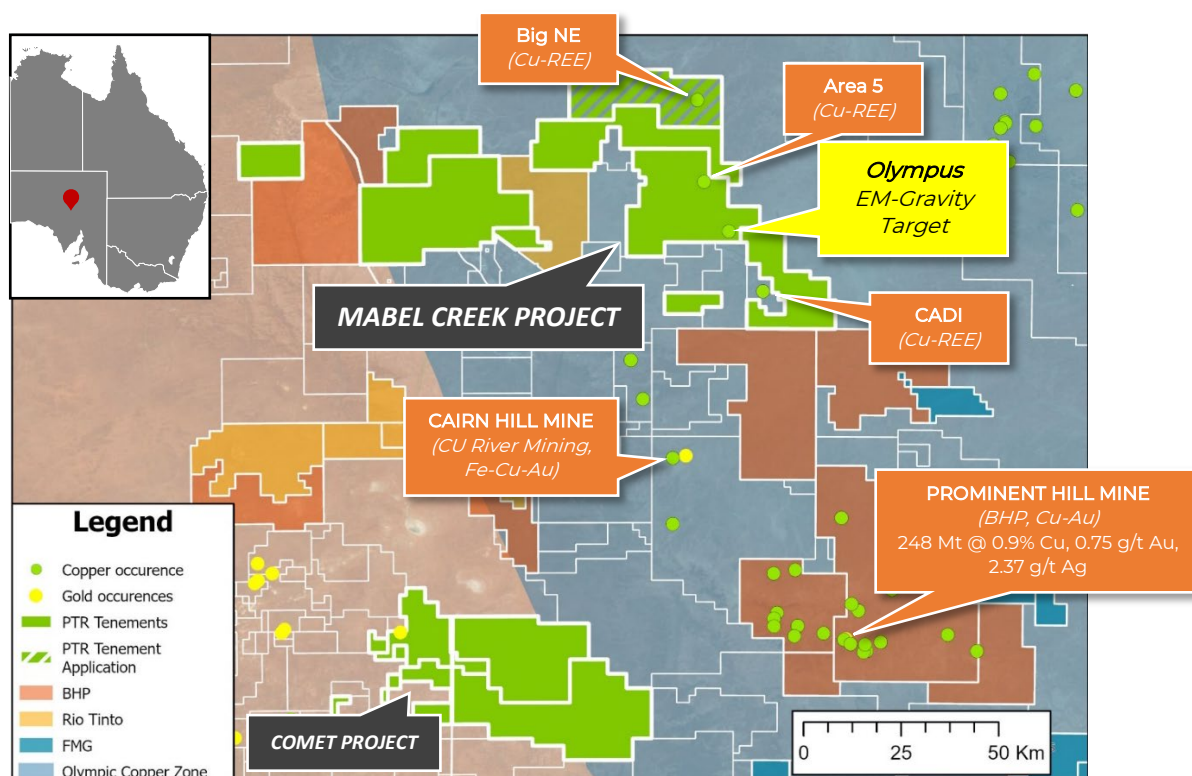 Big NE
(Cu-REE)
Area 5
(Cu-REE)
Olympus
EM-Gravity
Target
MABEL CREEK PROJECT
CADI
(Cu-REE)
CAIRN HILL MINE
(CU River Mining,
Fe-Cu-Au)
PROMINENT HILL MINE
(BHP, Cu-Au)
248 Mt @ 0.9% Cu, 0.75 g/t Au,
2.37 g/t Ag
Legend
Copper occurence
Gold occurences
PTR Tenements
PTR Tenement
Application
BHP
Rio Tinto
FMG
Olympic Copper Zone
COMET PROJECT
0 25 50 Km